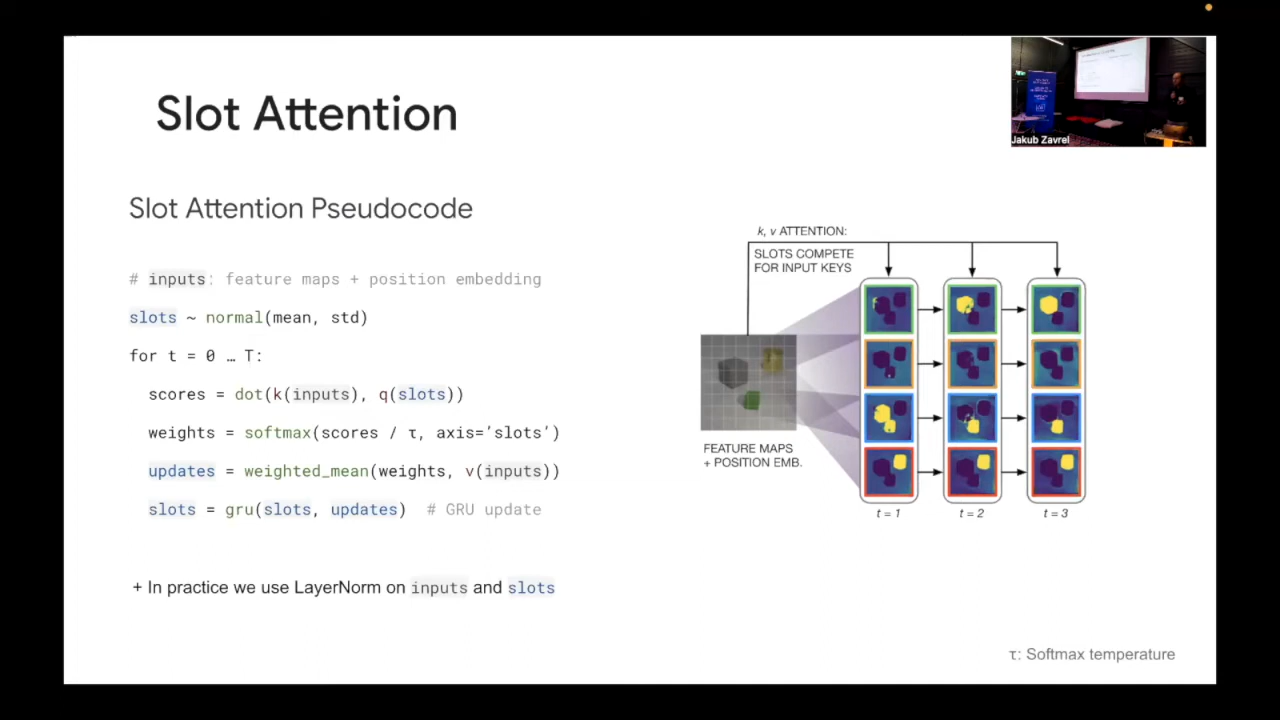 Slot Attention
Jakub Zavrel
Slot Attention Pseudocode
# inputs: feature maps + position embedding
slots ~ normal(mean, std)
for t = 0 … T:
scores = dot(k(inputs), q(slots))
weights = softmax(scores / τ, axis='slots')
updates = weighted_mean(weights, v(inputs))
slots = gru(slots, updates) # GRU update
+ In practice we use LayerNorm on inputs and slots
k, v ATTENTION:
SLOTS COMPETE
FOR INPUT KEYS
FEATURE MAPS
+ POSITION EMB.
t = 1 t = 2 t = 3
τ: Softmax temperature